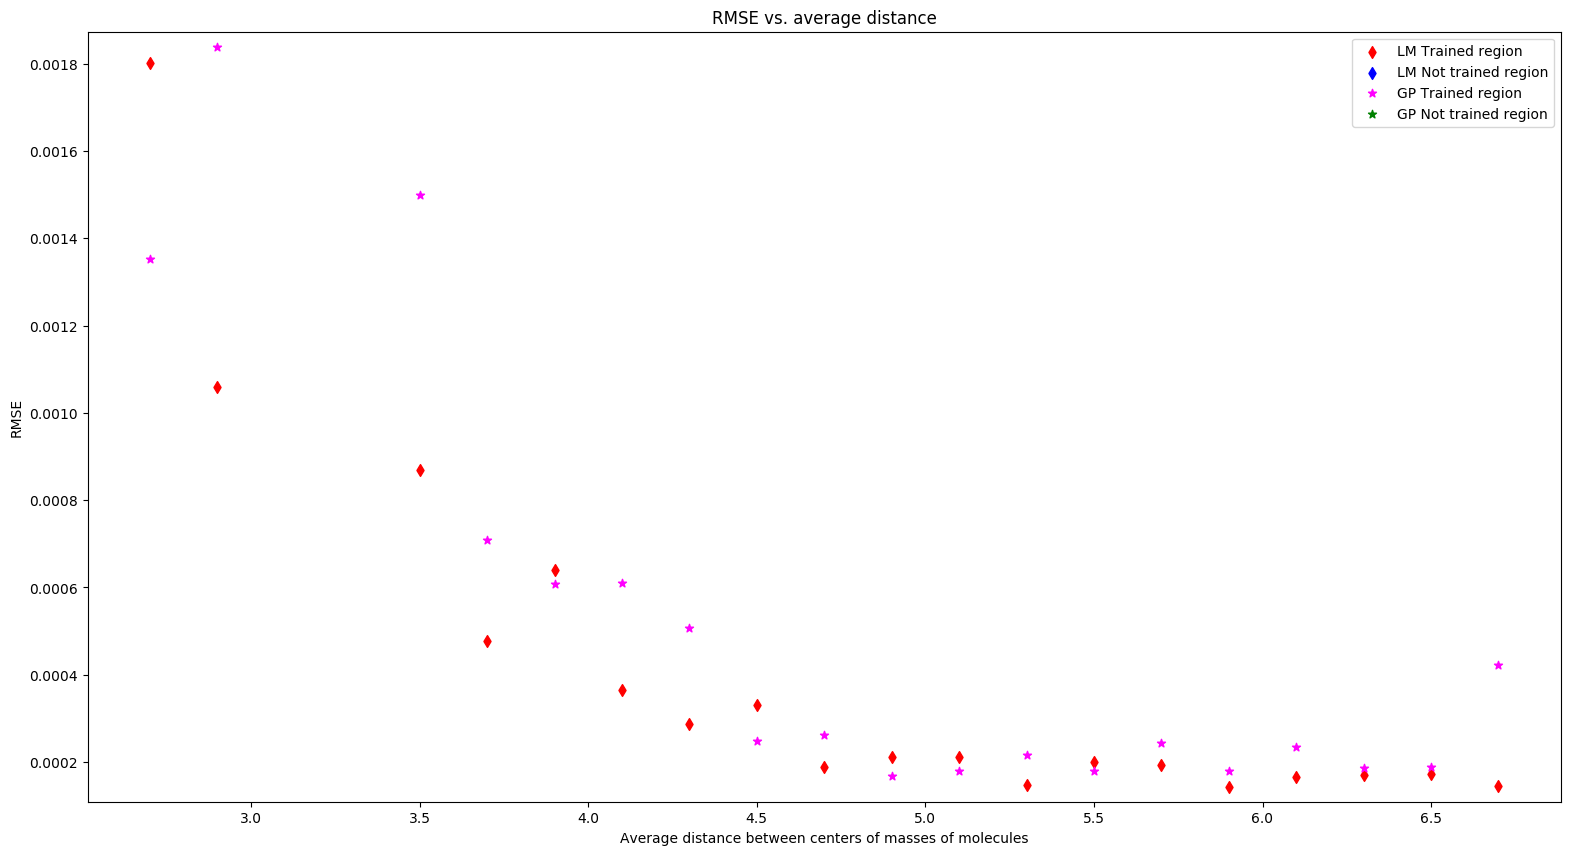 RMSE vs. average distance
LM Trained region
LM Not trained region
GP Trained region
GP Not trained region
0.0018
0.0016
0.0014
0.0012
0.0010
0.0008
0.0006
0.0004
0.0002
RMSE
3.0 3.5 4.0 4.5 5.0 5.5 6.0 6.5
Average distance between centers of masses of molecules